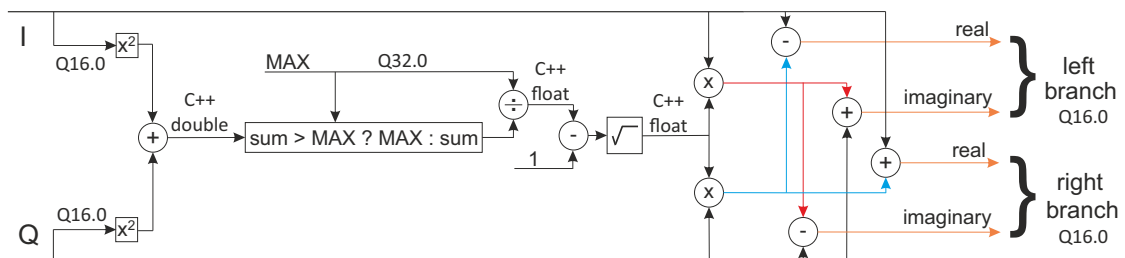 I
x²
Q16.0
MAX
Q32.0
C++
float
÷
C++
double
+
sum > MAX ? MAX : sum
-
1
√
C++
float
x
x
-
+
+
-
real
imaginary
}
left
branch
Q16.0
real
imaginary
}
right
branch
Q16.0
Q16.0
x²
Q